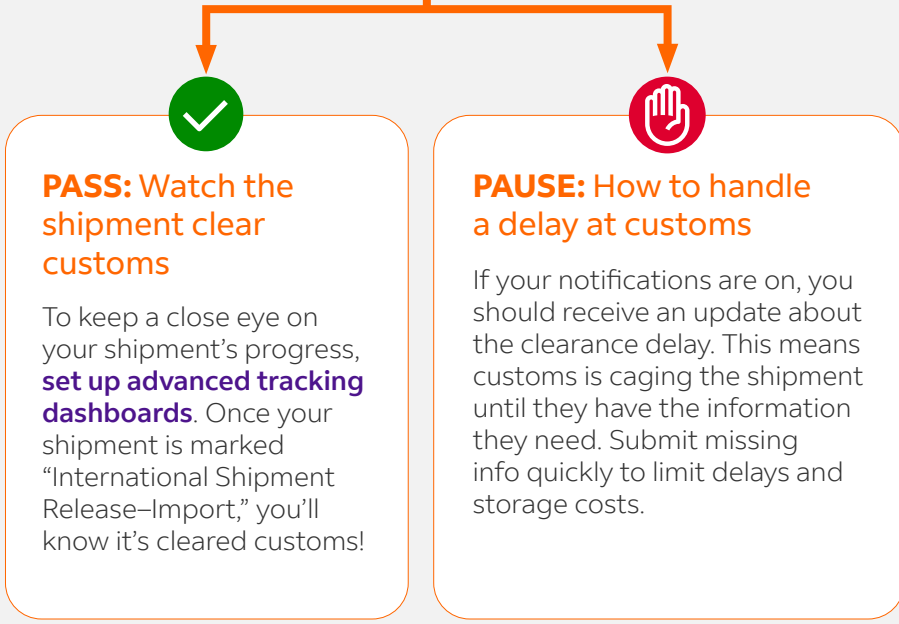 PASS: Watch the
shipment clear
customs
To keep a close eye on
your shipment’s progress,
set up advanced tracking
dashboards. Once your
shipment is marked
“International Shipment
Release–Import,” you’ll
know it’s cleared customs!
PAUSE: How to handle
a delay at customs
If your notifications are on, you
should receive an update about
the clearance delay. This means
customs is caging the shipment
until they have the information
they need. Submit missing
info quickly to limit delays and
storage costs.